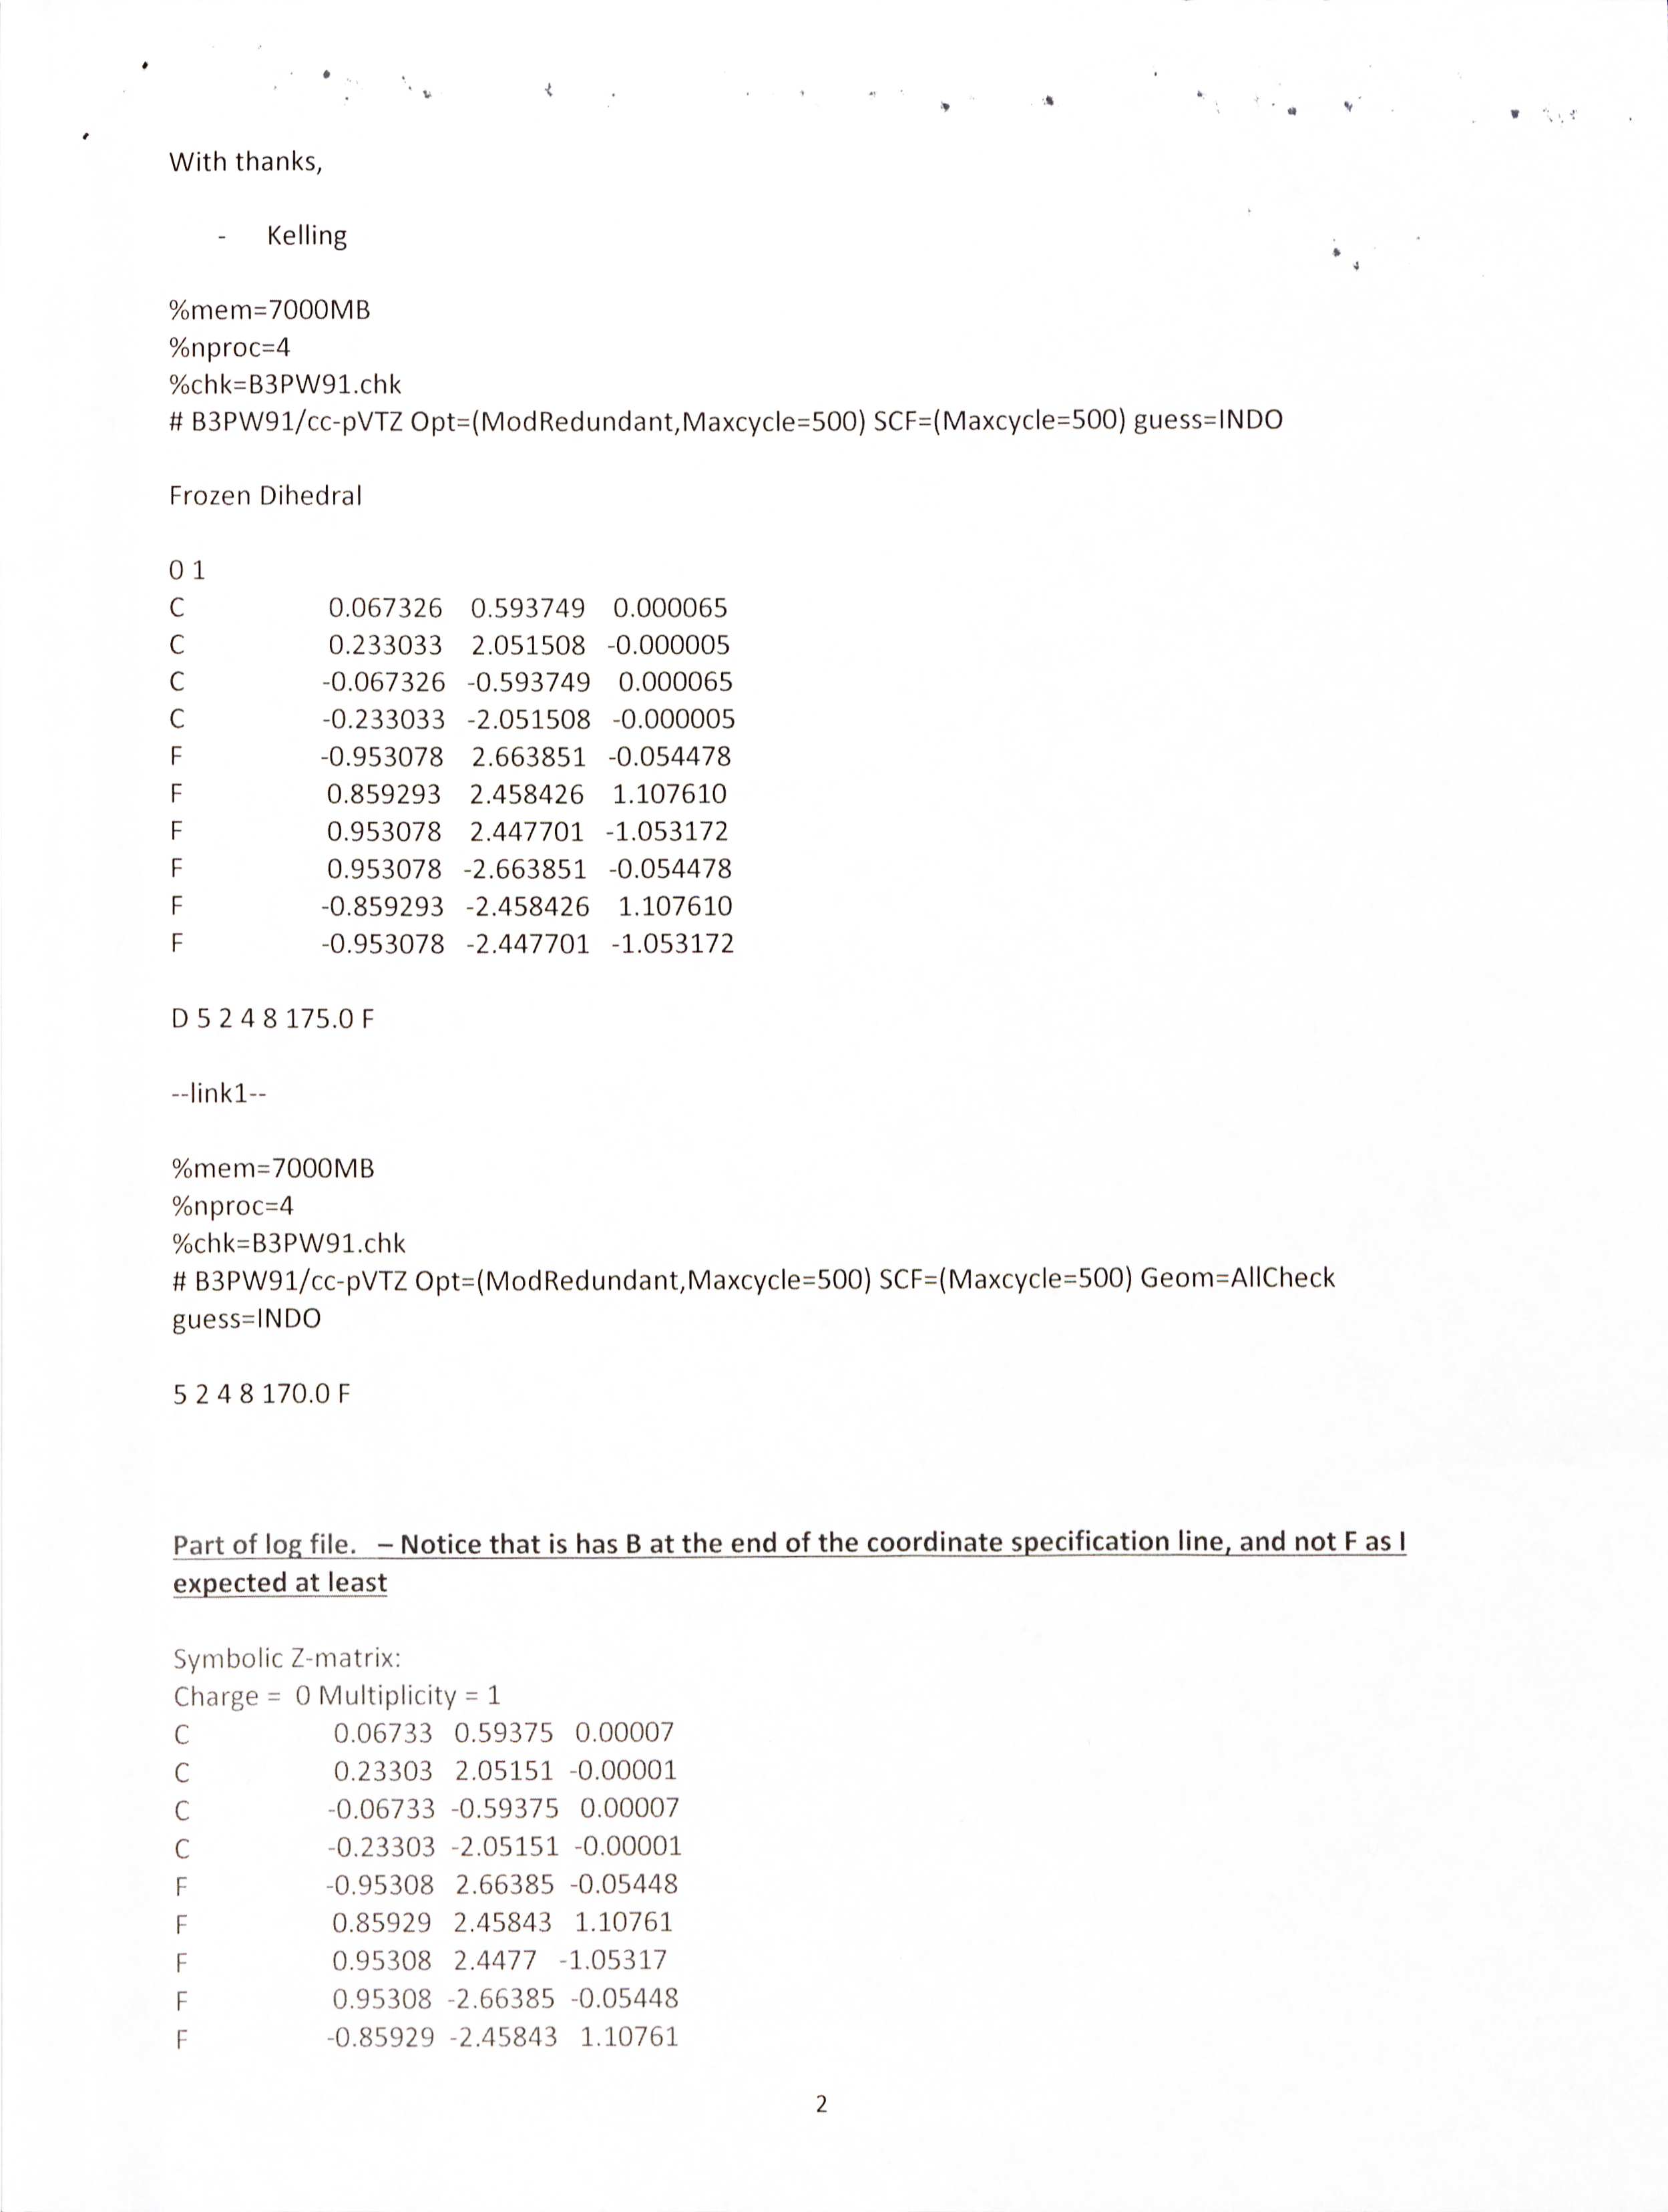 With thanks,
- Kelling
%mem=7000MB
%nproc=4
%chk=B3PW91.chk
# B3PW91/cc-pVTZ Opt=(ModRedundant,Maxcycle=500) SCF=(Maxcycle=500) guess=INDO
Frozen Dihedral
0 1
C 0.067326 0.593749 0.000065
C 0.233033 2.051508 -0.000005
C -0.067326 -0.593749 0.000065
C -0.233033 -2.051508 -0.000005
F -0.953078 2.663851 -0.054478
F 0.859293 2.458426 1.107610
F 0.953078 2.447701 -1.053172
F 0.953078 -2.663851 -0.054478
F -0.859293 -2.458426 1.107610
F -0.953078 -2.447701 -1.053172
D 5 2 4 8 175.0 F
--link1--
%mem=7000MB
%nproc=4
%chk=B3PW91.chk
# B3PW91/cc-pVTZ Opt=(ModRedundant,Maxcycle=500) SCF=(Maxcycle=500) Geom=AllCheck
guess=INDO
5 2 4 8 170.0 F
Part of log file. – Notice that is has B at the end of the coordinate specification line, and not F as I
expected at least
Symbolic Z-matrix:
Charge = 0 Multiplicity = 1
C 0.06733 0.59375 0.00007
C 0.23303 2.05151 -0.00001
C -0.06733 -0.59375 0.00007
C -0.23303 -2.05151 -0.00001
F -0.95308 2.66385 -0.05448
F 0.85929 2.45843 1.10761
F 0.95308 2.4477 -1.05317
F 0.95308 -2.66385 -0.05448
F -0.85929 -2.45843 1.10761
2